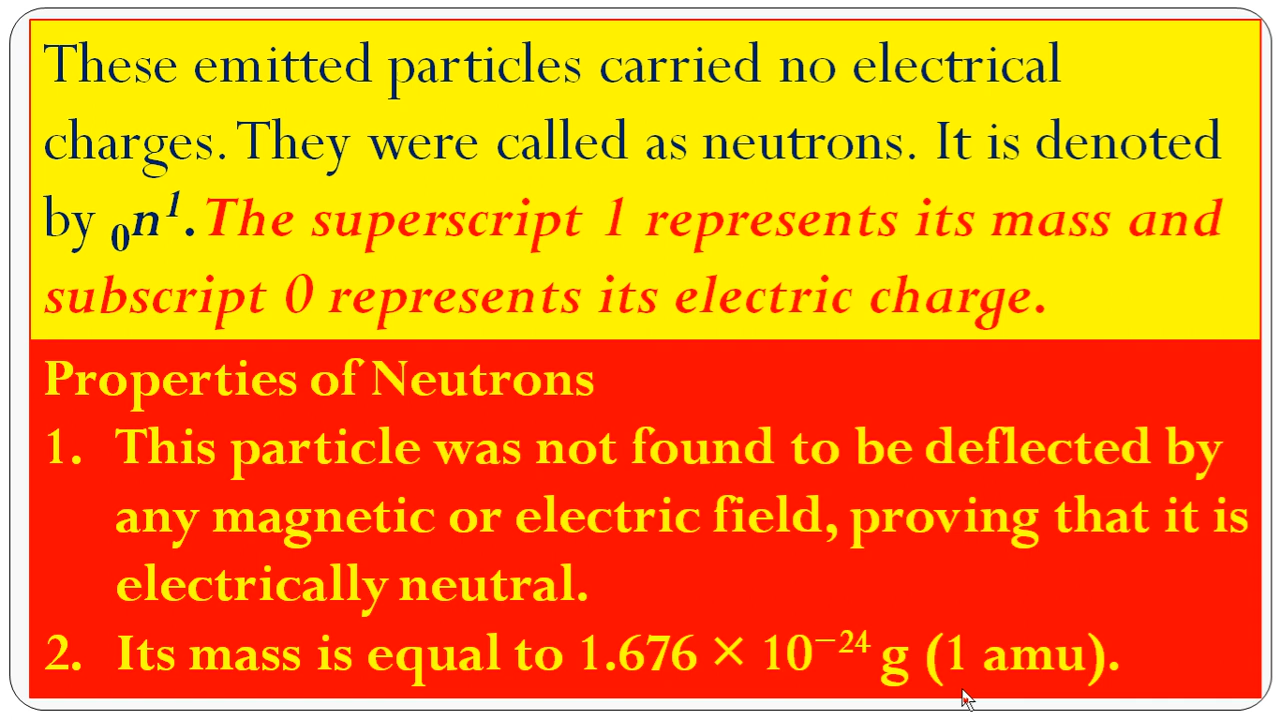 These emitted particles carried no electrical
charges. They were called as neutrons. It is denoted
by ₀n¹. The superscript 1 represents its mass and
subscript 0 represents its electric charge.
Properties of Neutrons
1. This particle was not found to be deflected by
any magnetic or electric field, proving that it is
electrically neutral.
2. Its mass is equal to 1.676 × 10⁻²⁴ g (1 amu).